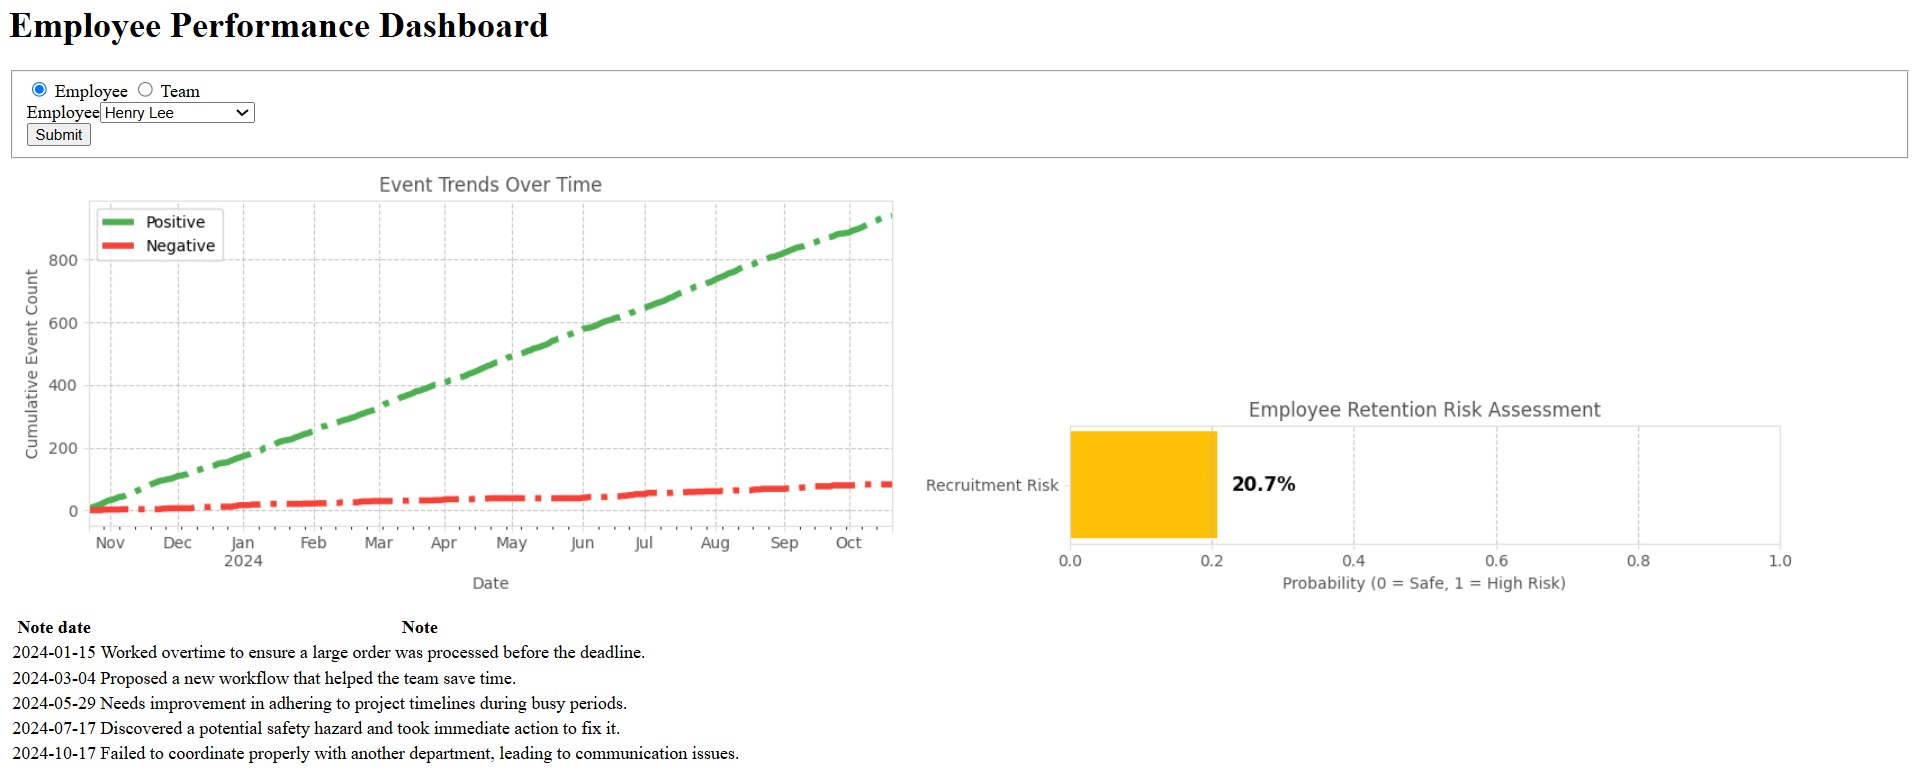 Employee Performance Dashboard
Employee Team
Employee Henry Lee
Submit
Event Trends Over Time
Positive
Negative
Cumulative Event Count
800
600
400
200
0
Nov Dec Jan Feb Mar Apr May Jun Jul Aug Sep Oct
2024
Date
Employee Retention Risk Assessment
Recruitment Risk
20.7%
0.0 0.2 0.4 0.6 0.8 1.0
Probability (0 = Safe, 1 = High Risk)
Note date Note
2024-01-15 Worked overtime to ensure a large order was processed before the deadline.
2024-03-04 Proposed a new workflow that helped the team save time.
2024-05-29 Needs improvement in adhering to project timelines during busy periods.
2024-07-17 Discovered a potential safety hazard and took immediate action to fix it.
2024-10-17 Failed to coordinate properly with another department, leading to communication issues.